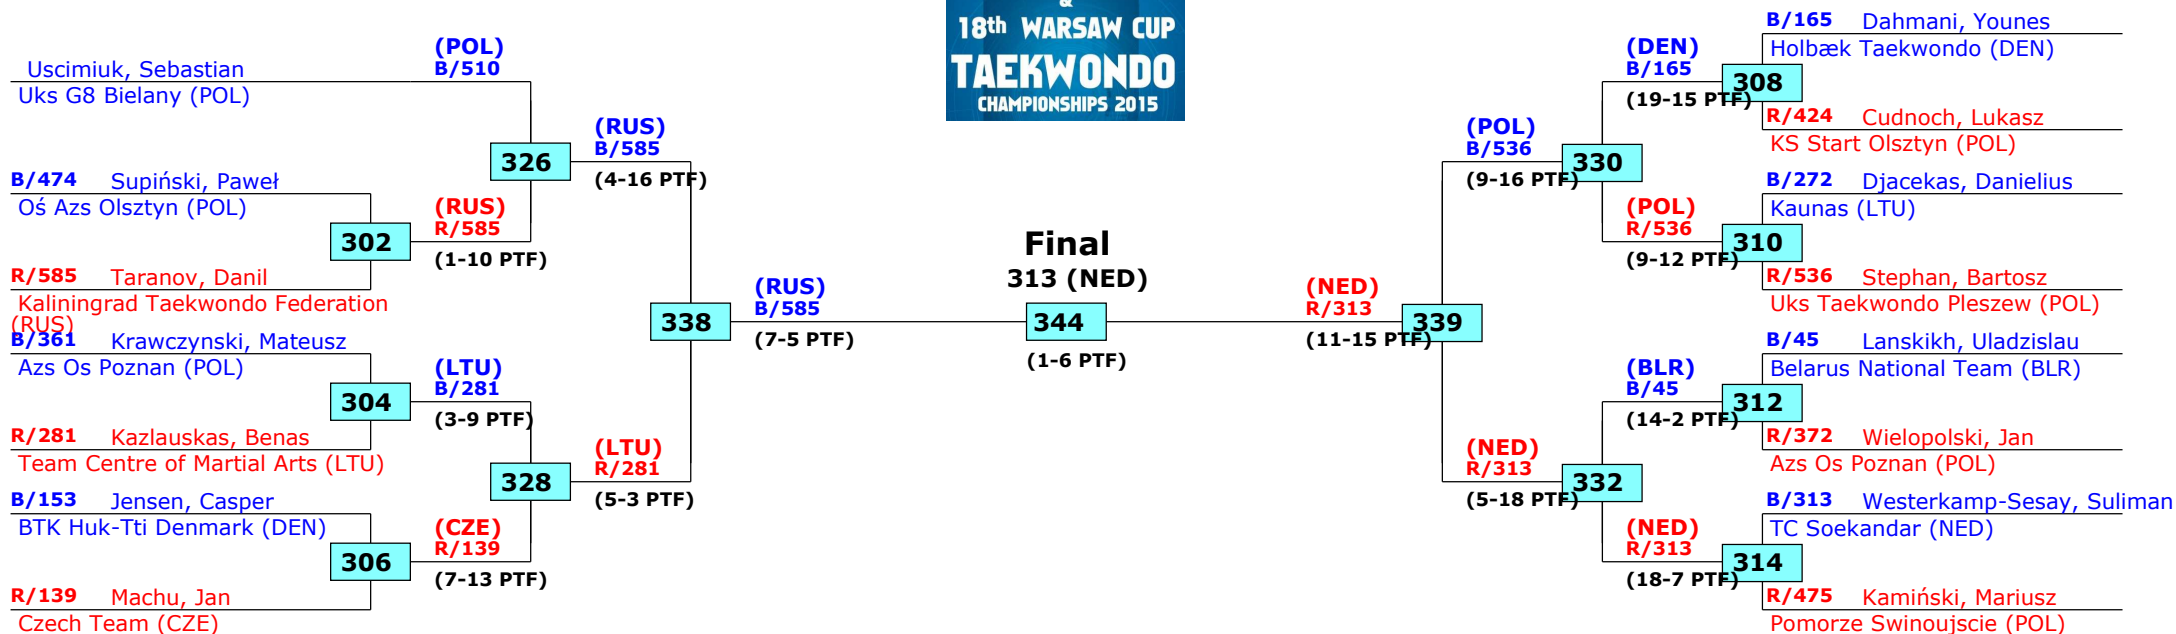 &
18th WARSAW CUP
TAEKWONDO
CHAMPIONSHIPS 2015
Uscimiuk, Sebastian
Uks G8 Bielany (POL)
(POL)
B/510
B/474 Supiński, Paweł
Oś Azs Olsztyn (POL)
302
R/585 Taranov, Danil
Kaliningrad Taekwondo Federation
(RUS)
(RUS)
R/585
(1-10 PTF)
326
(RUS)
B/585
(4-16 PTF)
B/361 Krawczynski, Mateusz
Azs Os Poznan (POL)
304
R/281 Kazlauskas, Benas
Team Centre of Martial Arts (LTU)
(LTU)
B/281
(3-9 PTF)
B/153 Jensen, Casper
BTK Huk-Tti Denmark (DEN)
306
R/139 Machu, Jan
Czech Team (CZE)
(CZE)
R/139
(7-13 PTF)
328
(LTU)
R/281
(5-3 PTF)
338
(RUS)
B/585
(7-5 PTF)
Final
313 (NED)
344
(1-6 PTF)
(NED)
R/313
(11-15 PTF)
339
(POL)
B/536
(9-16 PTF)
330
(DEN)
B/165
(19-15 PTF)
308
B/165 Dahmani, Younes
Holbæk Taekwondo (DEN)
R/424 Cudnoch, Lukasz
KS Start Olsztyn (POL)
(POL)
R/536
(9-12 PTF)
310
B/272 Djacekas, Danielius
Kaunas (LTU)
R/536 Stephan, Bartosz
Uks Taekwondo Pleszew (POL)
(NED)
R/313
(5-18 PTF)
332
(BLR)
B/45
(14-2 PTF)
312
B/45 Lanskikh, Uladzislau
Belarus National Team (BLR)
R/372 Wielopolski, Jan
Azs Os Poznan (POL)
(NED)
R/313
(18-7 PTF)
314
B/313 Westerkamp-Sesay, Suliman
TC Soekandar (NED)
R/475 Kamiński, Mariusz
Pomorze Swinoujscie (POL)